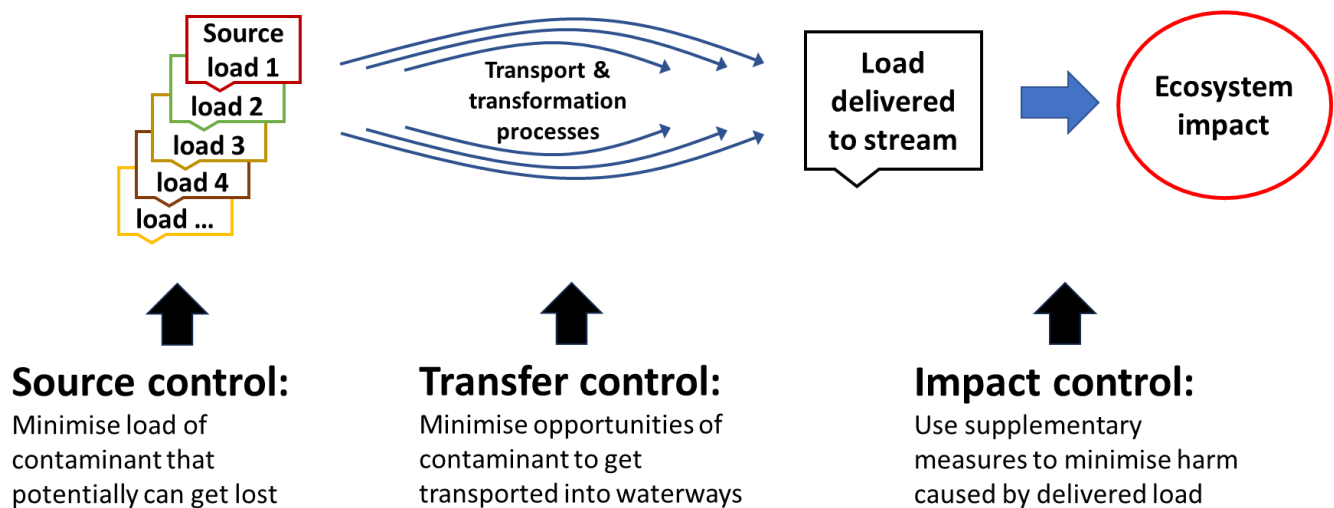 Source
load 1
load 2
load 3
load 4
load ...
Transport &
transformation
processes
Load
delivered
to stream
Ecosystem
impact
Source control:
Minimise load of
contaminant that
potentially can get lost
Transfer control:
Minimise opportunities of
contaminant to get
transported into waterways
Impact control:
Use supplementary
measures to minimise harm
caused by delivered load